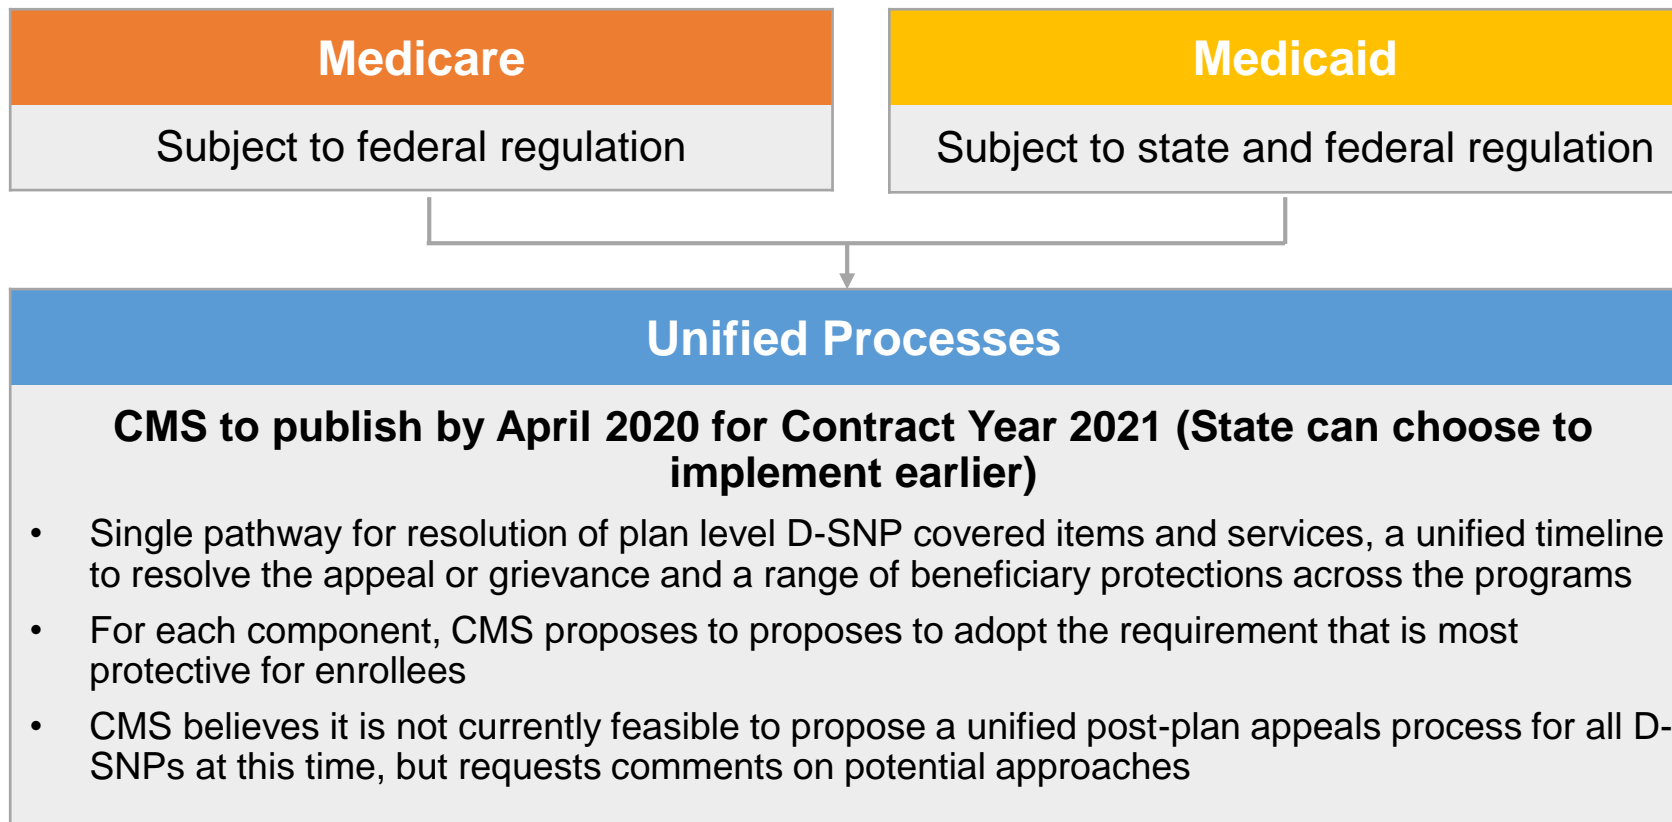 Medicare
Medicaid
Subject to federal regulation
Subject to state and federal regulation
Unified Processes
CMS to publish by April 2020 for Contract Year 2021 (State can choose to
implement earlier)
• Single pathway for resolution of plan level D-SNP covered items and services, a unified timeline
to resolve the appeal or grievance and a range of beneficiary protections across the programs
• For each component, CMS proposes to proposes to adopt the requirement that is most
protective for enrollees
• CMS believes it is not currently feasible to propose a unified post-plan appeals process for all D-
SNPs at this time, but requests comments on potential approaches